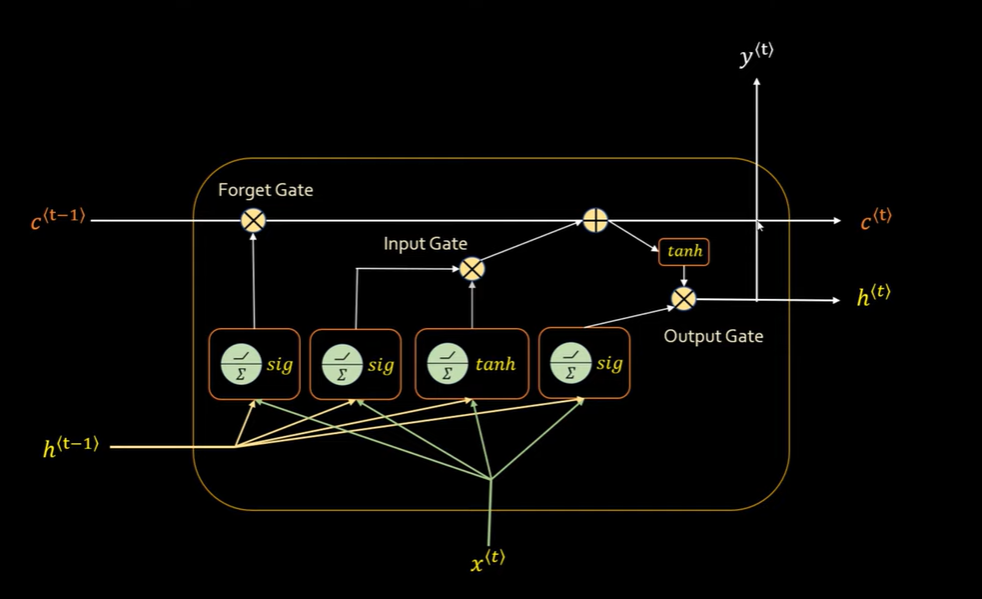 y⟨t⟩
Forget Gate
c⟨t−1⟩
c⟨t⟩
Input Gate
tanh
h⟨t⟩
Output Gate
Σ sig
Σ sig
Σ tanh
Σ sig
h⟨t−1⟩
x⟨t⟩